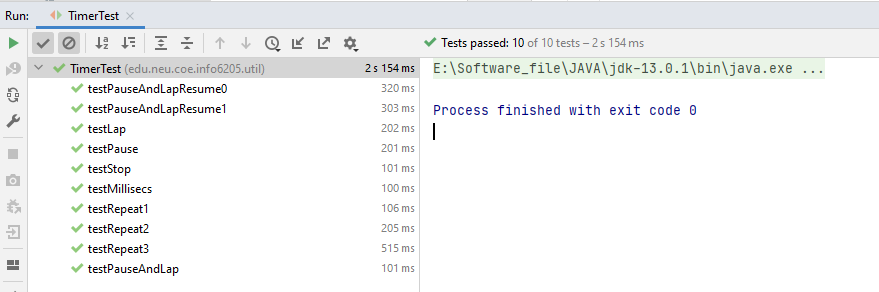 Run: TimerTest
Tests passed: 10 of 10 tests – 2 s 154 ms
TimerTest (edu.neu.coe.info6205.util) 2 s 154 ms
testPauseAndLapResume0 320 ms
testPauseAndLapResume1 303 ms
testLap 202 ms
testPause 201 ms
testStop 101 ms
testMillisecs 100 ms
testRepeat1 106 ms
testRepeat2 205 ms
testRepeat3 515 ms
testPauseAndLap 101 ms
E:\Software_file\JAVA\jdk-13.0.1\bin\java.exe ...
Process finished with exit code 0